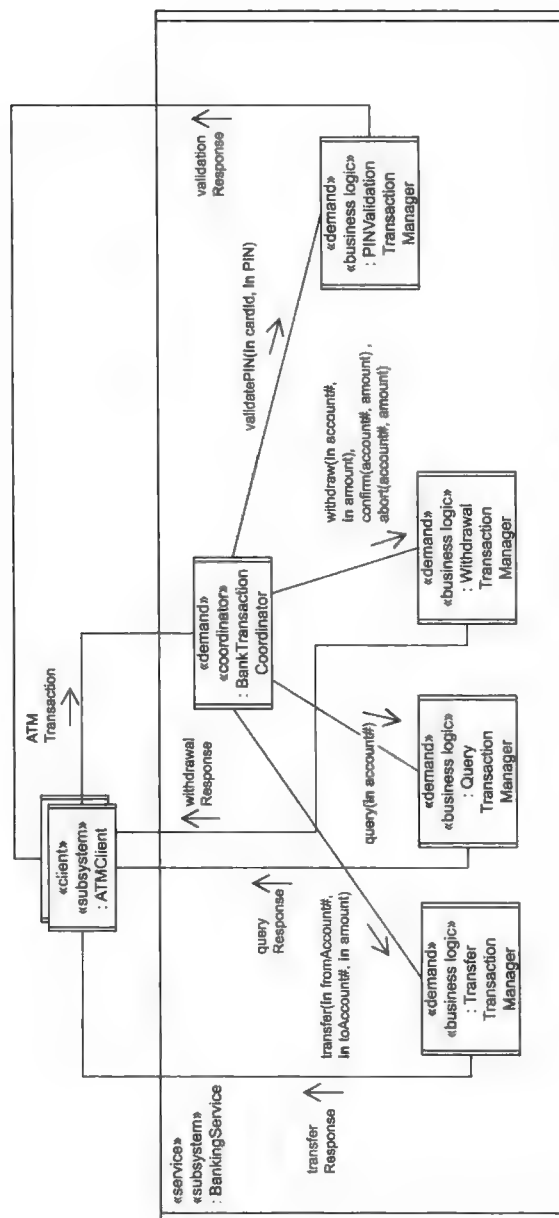 «client»
«subsystem»
: ATMClient
ATM
Transaction
«service»
«subsystem»
: BankingService
transfer
Response
query
Response
withdrawal
Response
validation
Response
«demand»
«coordinator»
: BankTransaction
Coordinator
transfer(in fromAccount#,
in toAccount#, in amount)
query(in account#)
withdraw(in account#,
in amount),
confirm(account#, amount) ,
abort(account#, amount)
validatePIN(in cardId, in PIN)
«demand»
«business logic»
: Transfer
Transaction
Manager
«demand»
«business logic»
: Query
Transaction
Manager
«demand»
«business logic»
: Withdrawal
Transaction
Manager
«demand»
«business logic»
: PINValidation
Transaction
Manager